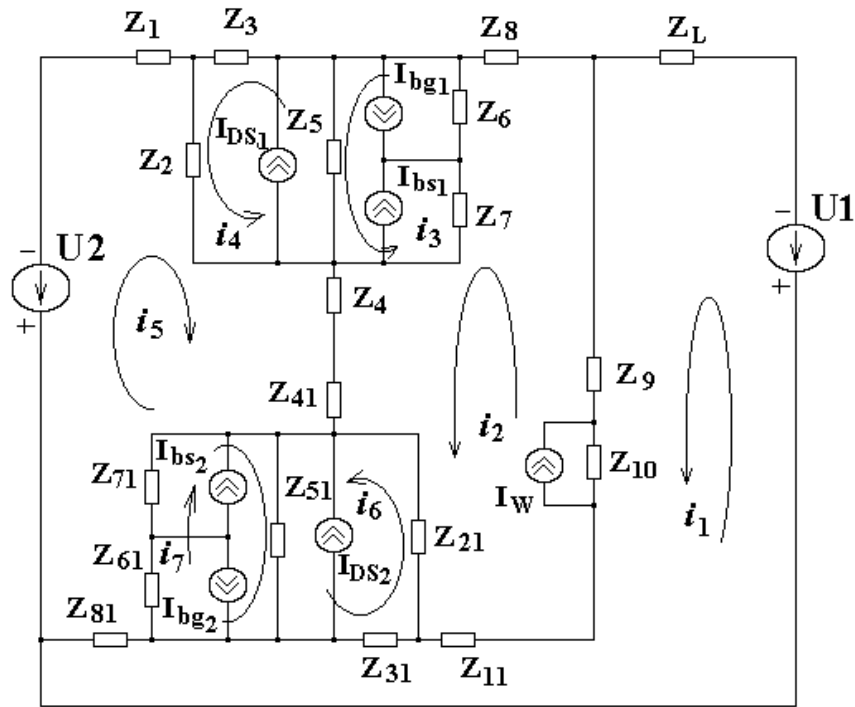 Z1 Z3 Z8 ZL
Ibg1
Z6
IDS1 Z5
Z2
Ibs1
Z7
U1
i4 i3
U2
Z4
i5
Z9
Z41
i2
Ibs2
Z71 Z51 i6 Z10
IW
Z21 i1
Z61 i7
IDS2
Ibg2
Z81
Z31 Z11
− + − +